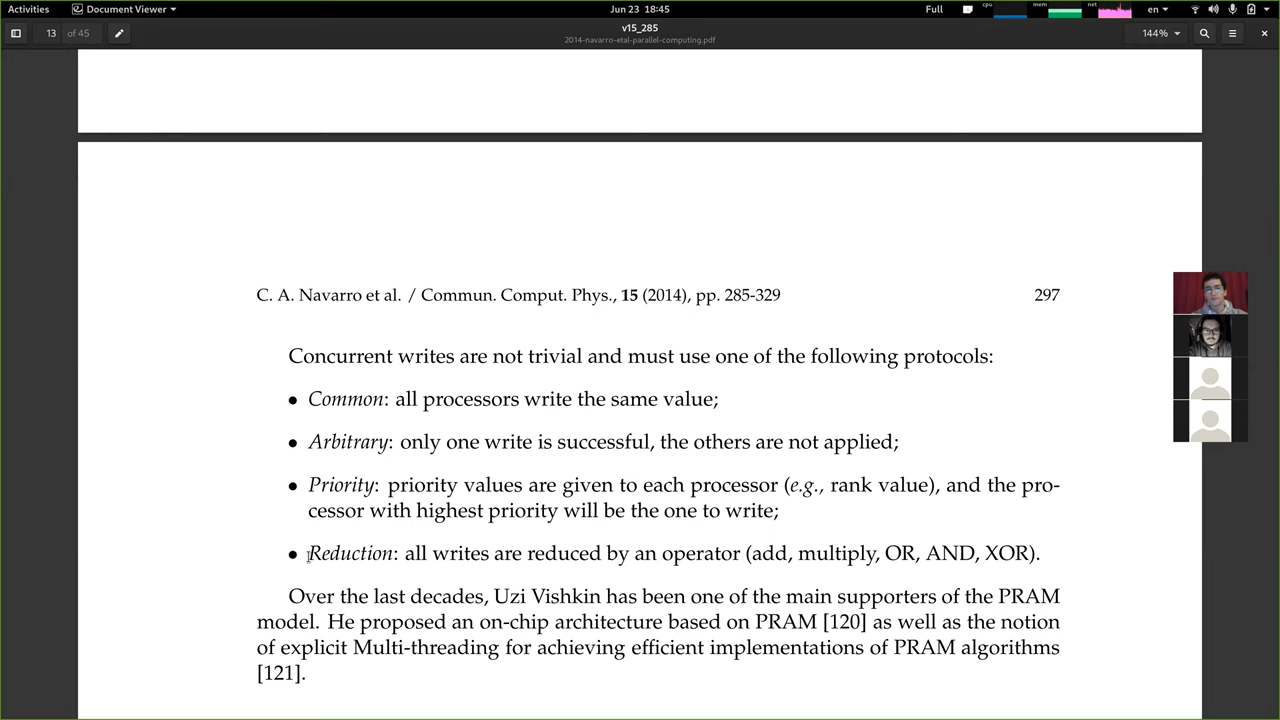 Activities Document Viewer Jun 23 18:45 Full cpu mem net en
13 of 45 v15_285 144%
2014-navarro-etal-parallel-computing.pdf
C. A. Navarro et al. / Commun. Comput. Phys., 15 (2014), pp. 285-329 297
Concurrent writes are not trivial and must use one of the following protocols:
• Common: all processors write the same value;
• Arbitrary: only one write is successful, the others are not applied;
• Priority: priority values are given to each processor (e.g., rank value), and the pro-
cessor with highest priority will be the one to write;
• Reduction: all writes are reduced by an operator (add, multiply, OR, AND, XOR).
Over the last decades, Uzi Vishkin has been one of the main supporters of the PRAM
model. He proposed an on-chip architecture based on PRAM [120] as well as the notion
of explicit Multi-threading for achieving efficient implementations of PRAM algorithms
[121].